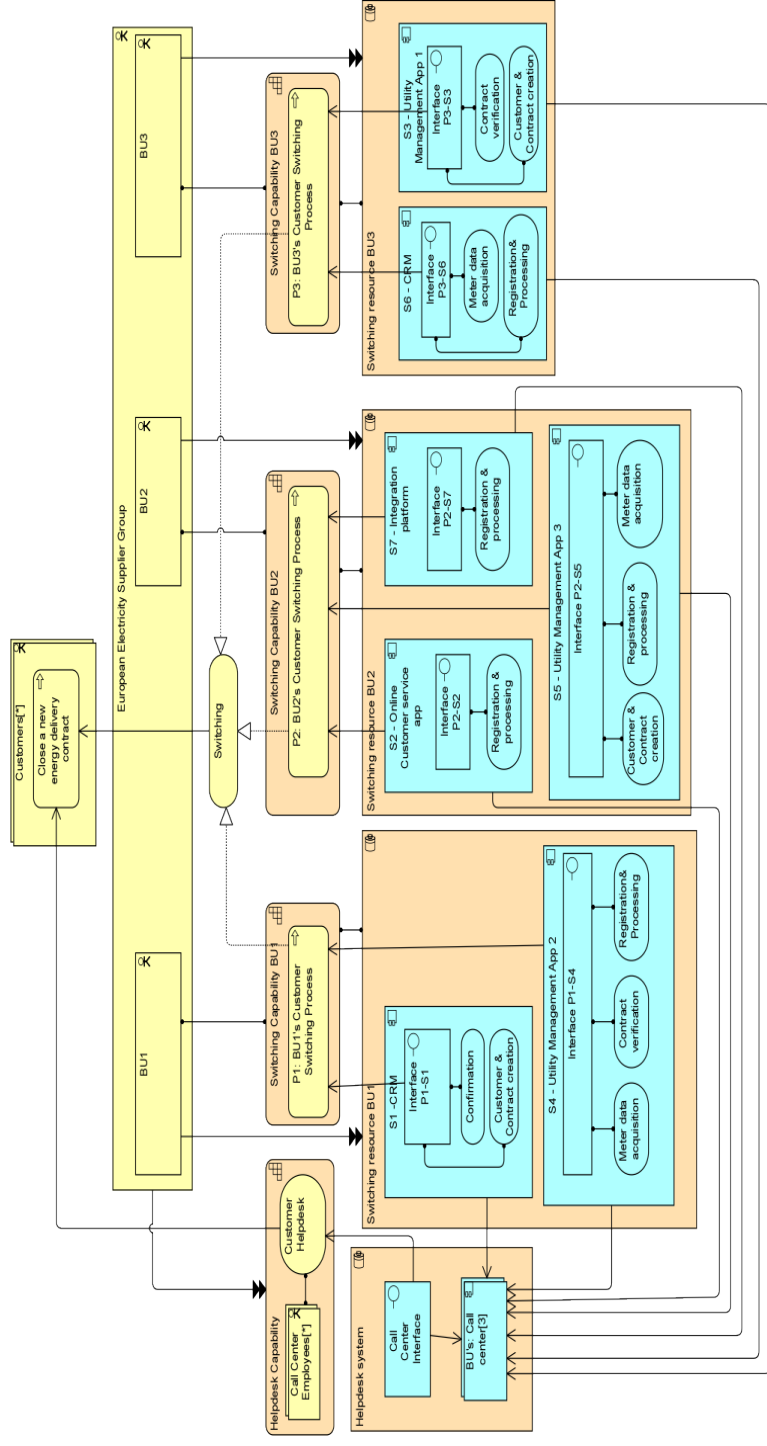 Customers[*]
Close a new
energy delivery
contract
European Electricity Supplier Group
BU1
BU2
BU3
Switching
Helpdesk Capability
Call Center
Employees[*]
Customer
Helpdesk
Switching Capability BU1
P1: BU1's Customer
Switching Process
Switching Capability BU2
P2: BU2's Customer Switching Process
Switching Capability BU3
P3: BU3's Customer Switching
Process
Helpdesk system
Call
Center
Interface
BU's: Call
center[3]
Switching resource BU1
S1 -CRM
Interface
P1-S1
Confirmation
Customer &
Contract creation
S4 - Utility Management App 2
Interface P1-S4
Meter data
acquisition
Contract
verification
Registration&
Processing
Switching resource BU2
S2 - Online
Customer service
app
Interface
P2-S2
Registration &
processing
S7 - Integration
platform
Interface
P2-S7
Registration &
processing
S5 - Utility Management App 3
Interface P2-S5
Customer &
Contract
creation
Registration &
processing
Meter data
acquisition
Switching resource BU3
S6 - CRM
Interface
P3-S6
Meter data
acquisition
Registration&
Processing
S3 - Utility
Management App 1
Interface
P3-S3
Contract
verification
Customer &
Contract creation